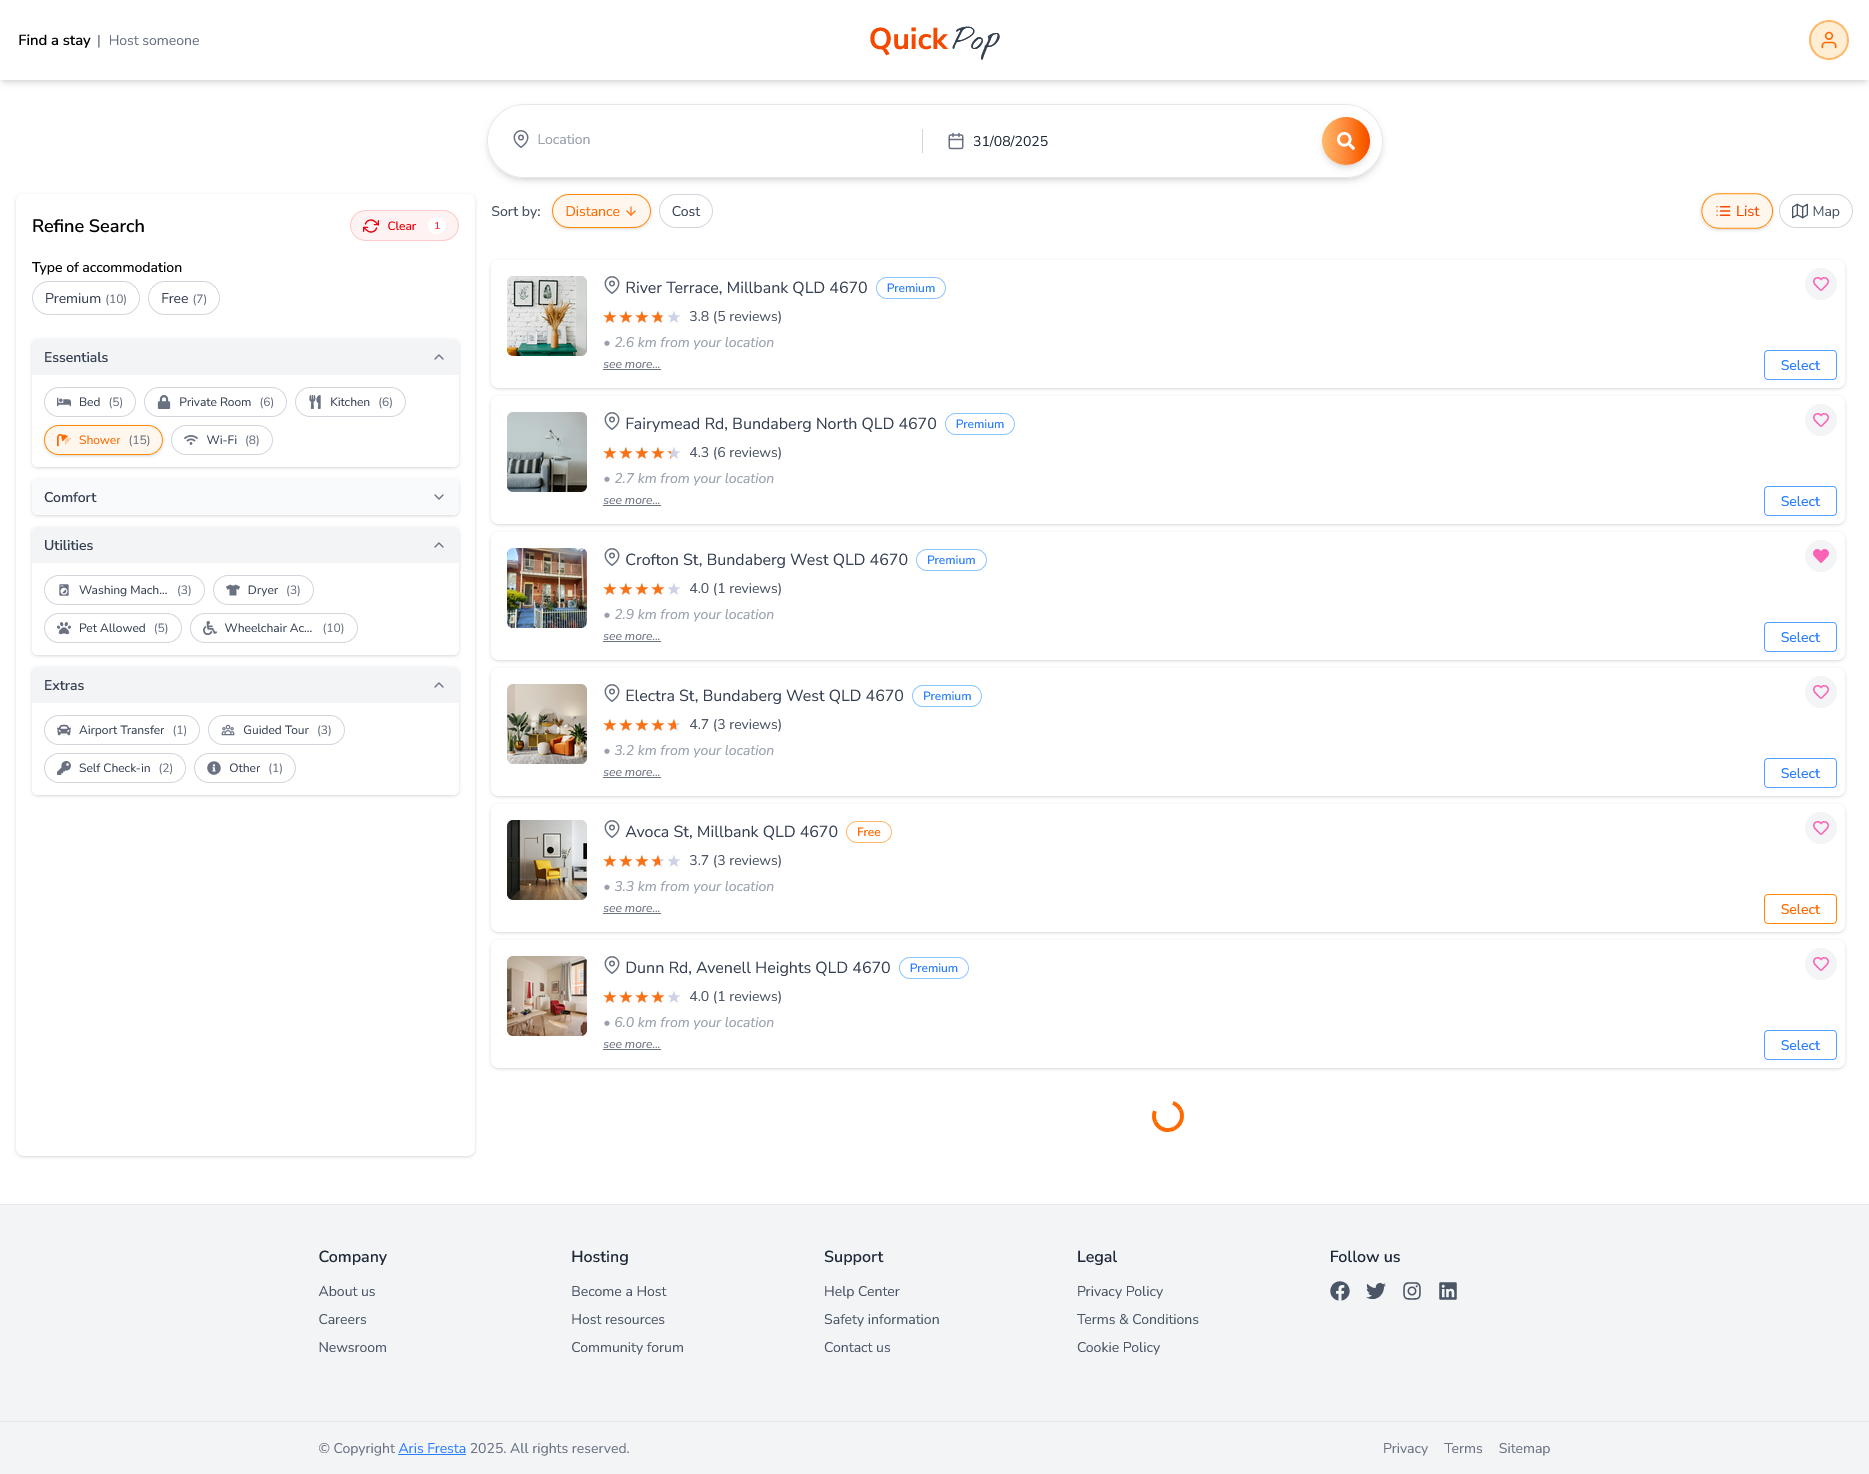 Find a stay | Host someone
Quick Pop
Location
31/08/2025
Refine Search
Clear 1
Type of accommodation
Premium (10)
Free (7)
Essentials
Bed (5)
Private Room (6)
Kitchen (6)
Shower (15)
Wi-Fi (8)
Comfort
Utilities
Washing Mach... (3)
Dryer (3)
Pet Allowed (5)
Wheelchair Ac... (10)
Extras
Airport Transfer (1)
Guided Tour (3)
Self Check-in (2)
Other (1)
Sort by:
Distance ↓
Cost
List
Map
River Terrace, Millbank QLD 4670 Premium
3.8 (5 reviews)
• 2.6 km from your location
see more...
Select
Fairymead Rd, Bundaberg North QLD 4670 Premium
4.3 (6 reviews)
• 2.7 km from your location
see more...
Select
Crofton St, Bundaberg West QLD 4670 Premium
4.0 (1 reviews)
• 2.9 km from your location
see more...
Select
Electra St, Bundaberg West QLD 4670 Premium
4.7 (3 reviews)
• 3.2 km from your location
see more...
Select
Avoca St, Millbank QLD 4670 Free
3.7 (3 reviews)
• 3.3 km from your location
see more...
Select
Dunn Rd, Avenell Heights QLD 4670 Premium
4.0 (1 reviews)
• 6.0 km from your location
see more...
Select
Company
About us
Careers
Newsroom
Hosting
Become a Host
Host resources
Community forum
Support
Help Center
Safety information
Contact us
Legal
Privacy Policy
Terms & Conditions
Cookie Policy
Follow us
© Copyright Aris Fresta 2025. All rights reserved.
Privacy
Terms
Sitemap